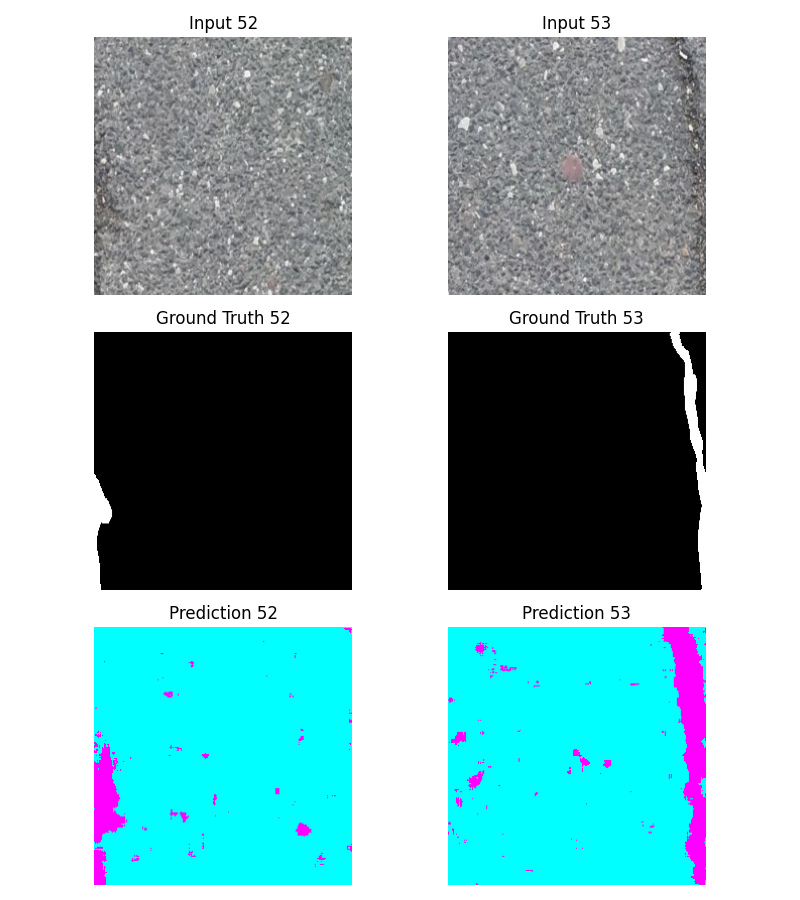 Input 52
Input 53
Ground Truth 52
Ground Truth 53
Prediction 52
Prediction 53